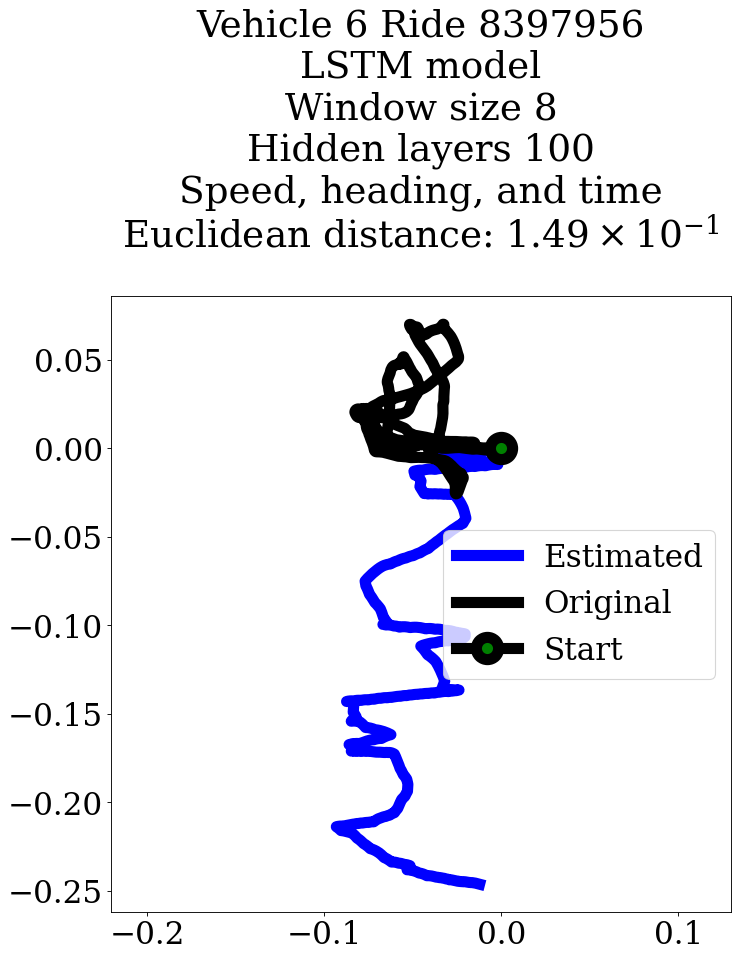 Vehicle 6 Ride 8397956
LSTM model
Window size 8
Hidden layers 100
Speed, heading, and time
Euclidean distance: 1.49 × 10⁻¹
0.05
0.00
−0.05
−0.10
−0.15
−0.20
−0.25
Estimated
Original
Start
−0.2 −0.1 0.0 0.1